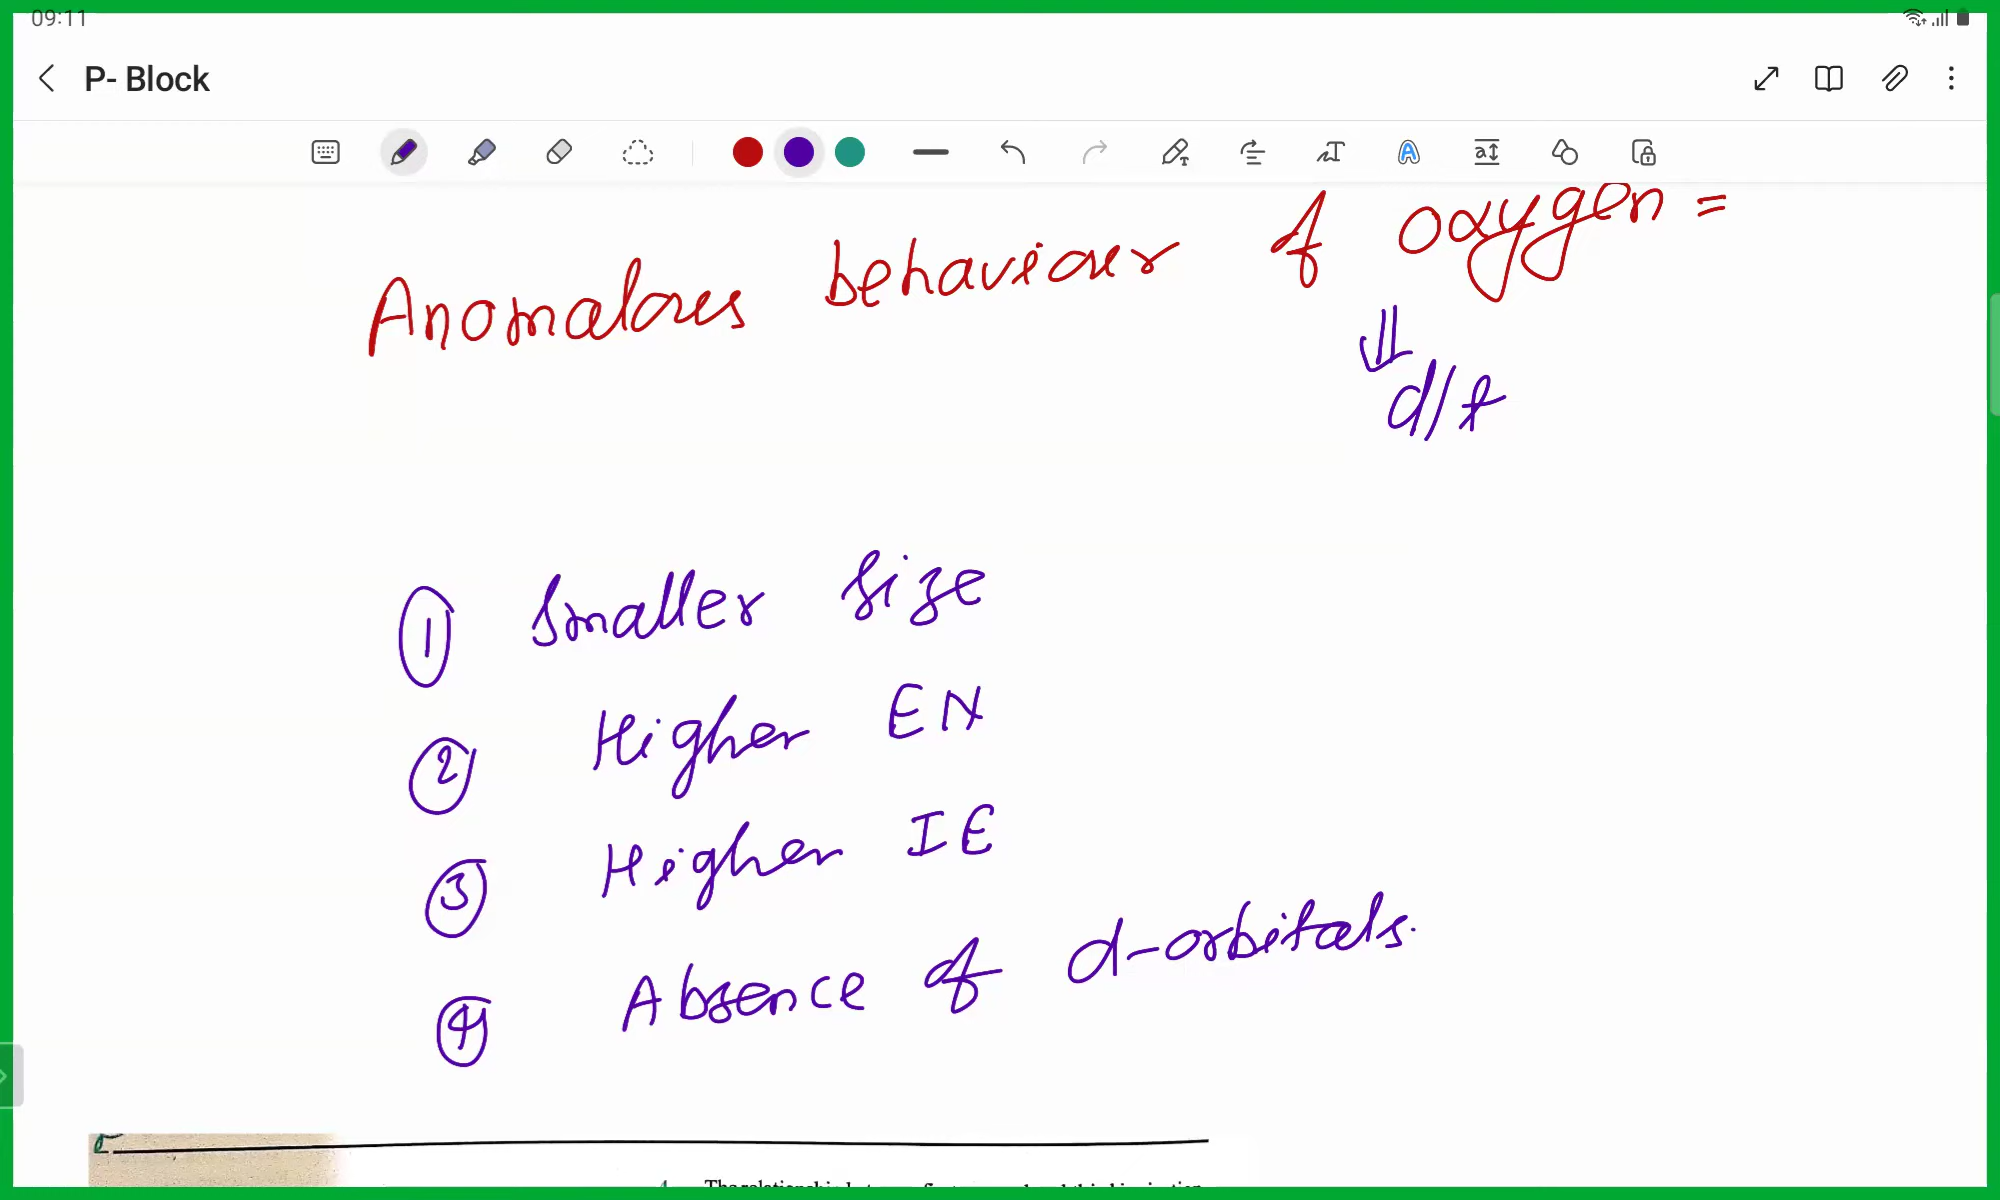 09:11
P- Block
Anomalous behaviour of oxygen =
d/t
① Smaller size
② Higher EN
③ Higher IE
④ Absence of d-orbitals.